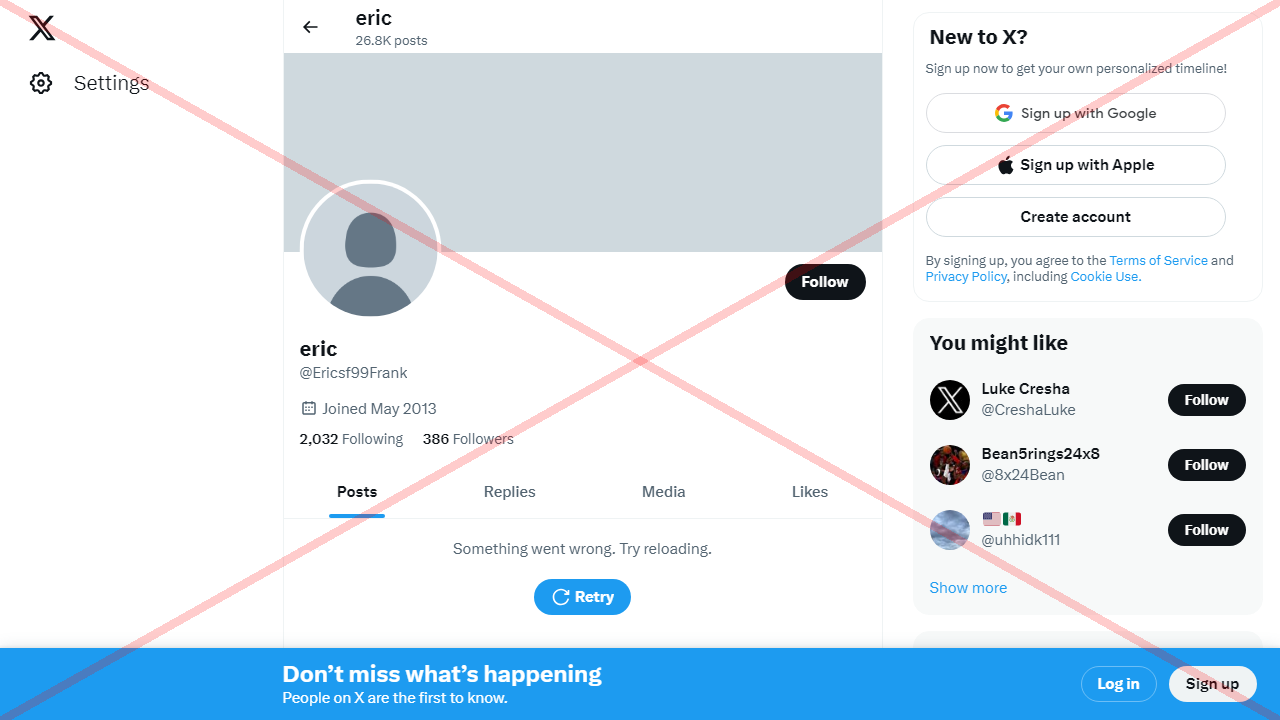 Settings
eric
26.8K posts
Follow
eric
@Ericsf99Frank
Joined May 2013
2,032 Following 386 Followers
Posts Replies Media Likes
Something went wrong. Try reloading.
Retry
New to X?
Sign up now to get your own personalized timeline!
Sign up with Google
Sign up with Apple
Create account
By signing up, you agree to the Terms of Service and
Privacy Policy, including Cookie Use.
You might like
Luke Cresha
@CreshaLuke
Follow
Bean5rings24x8
@8x24Bean
Follow
🇺🇸🇲🇽
@uhhidk111
Follow
Show more
Don’t miss what’s happening
People on X are the first to know.
Log in
Sign up